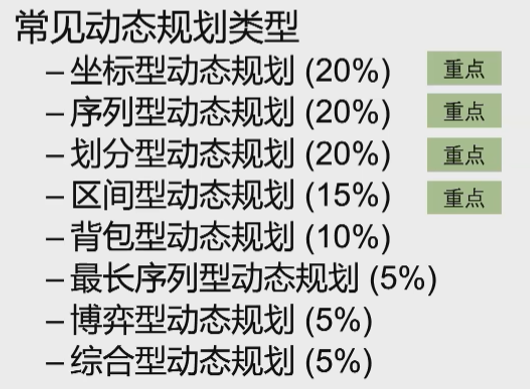 常见动态规划类型
– 坐标型动态规划 (20%) 重点
– 序列型动态规划 (20%) 重点
– 划分型动态规划 (20%) 重点
– 区间型动态规划 (15%) 重点
– 背包型动态规划 (10%)
– 最长序列型动态规划 (5%)
– 博弈型动态规划 (5%)
– 综合型动态规划 (5%)